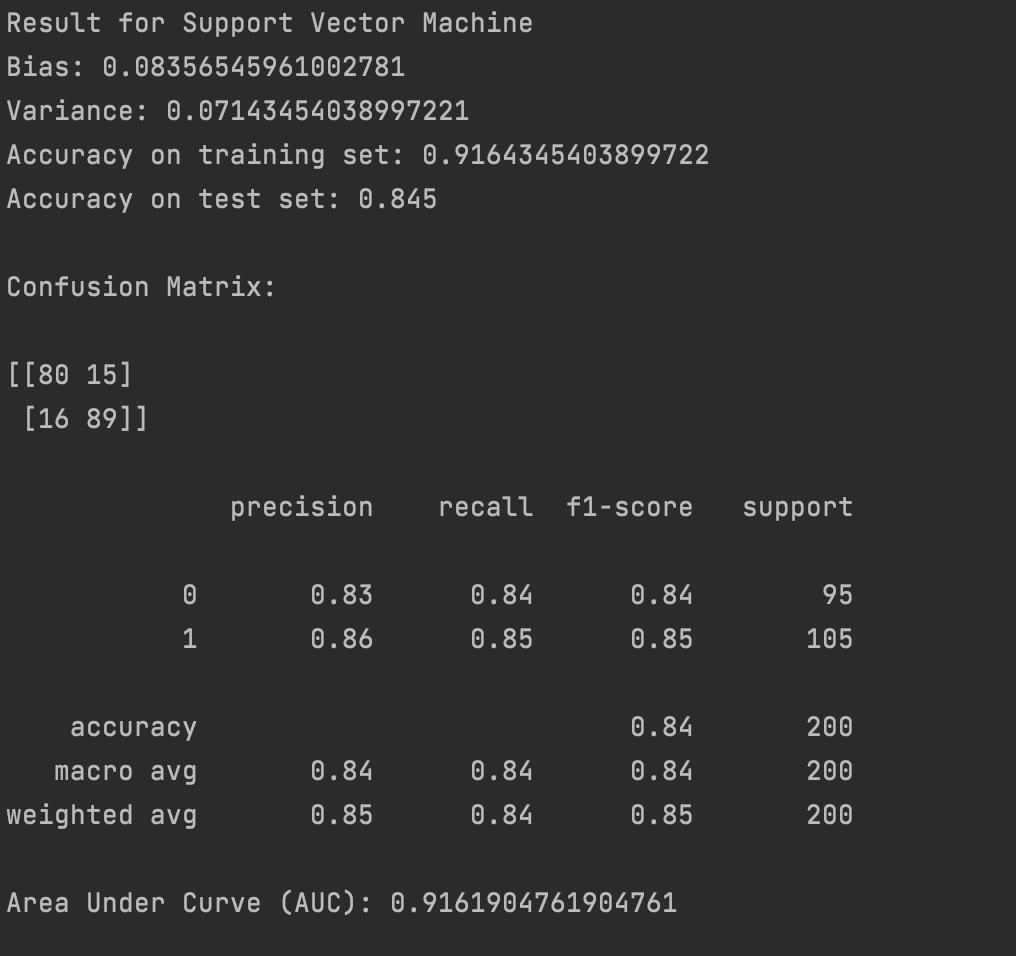 Result for Support Vector Machine
Bias: 0.08356545961002781
Variance: 0.07143454038997221
Accuracy on training set: 0.9164345403899722
Accuracy on test set: 0.845
Confusion Matrix:
[[80 15]
[16 89]]
precision recall f1-score support
0 0.83 0.84 0.84 95
1 0.86 0.85 0.85 105
accuracy 0.84 200
macro avg 0.84 0.84 0.84 200
weighted avg 0.85 0.84 0.85 200
Area Under Curve (AUC): 0.9161904761904761